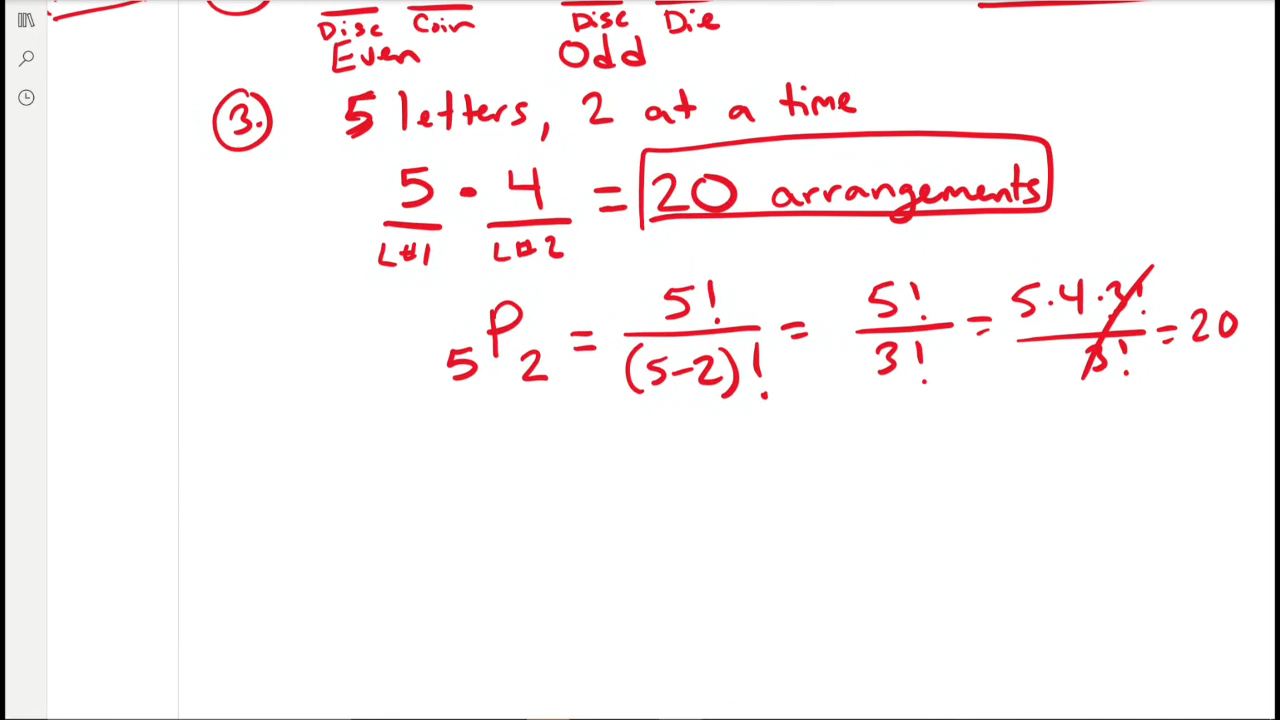 Disc Coin Disc Die
Even Odd
3. 5 letters, 2 at a time
5 · 4 = 20 arrangements
L#1 L#2
5P2 = 5!/(5-2)! = 5!/3! = 5·4·3!/3! = 20